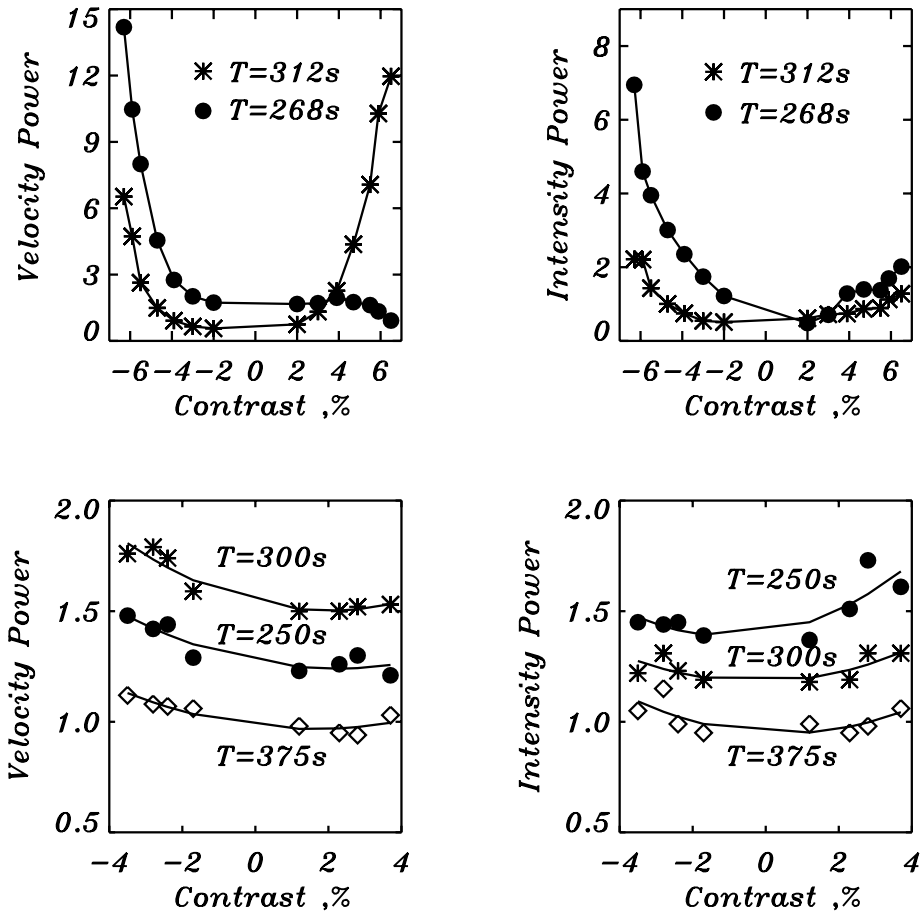 Velocity Power
15
12
9
6
3
0
T=312s
T=268s
-6 -4 -2 0 2 4 6
Contrast ,%
Intensity Power
8
6
4
2
0
T=312s
T=268s
-6 -4 -2 0 2 4 6
Contrast ,%
Velocity Power
2.0
1.5
1.0
0.5
T=300s
T=250s
T=375s
-4 -2 0 2 4
Contrast ,%
Intensity Power
2.0
1.5
1.0
0.5
T=250s
T=300s
T=375s
-4 -2 0 2 4
Contrast ,%